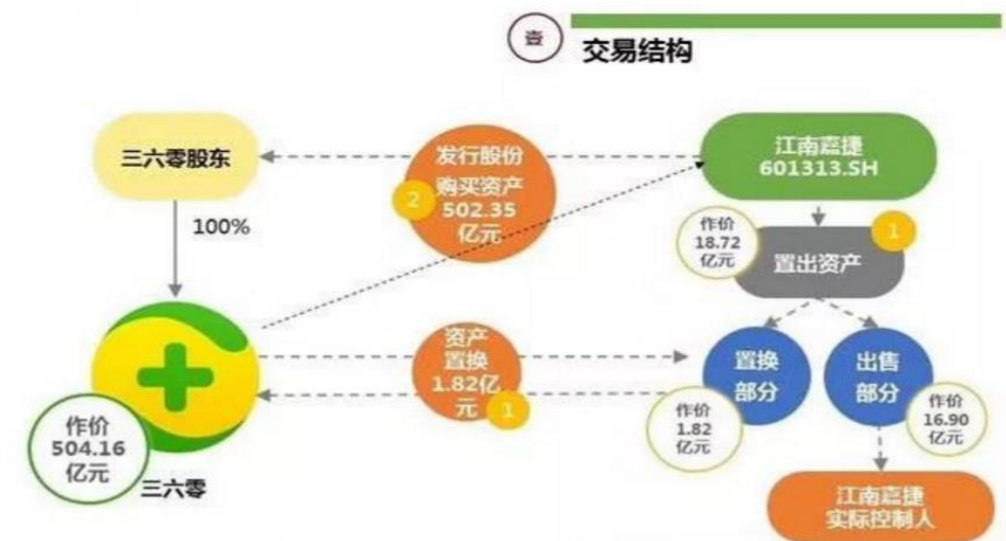 壹
交易结构
三六零股东
发行股份
购买资产
502.35
亿元
2
江南嘉捷
601313.SH
100%
作价
18.72
亿元
1
置出资产
资产
置换
1.82亿
元
1
置换
部分
出售
部分
作价
504.16
亿元
作价
1.82
亿元
作价
16.90
亿元
三六零
江南嘉捷
实际控制人